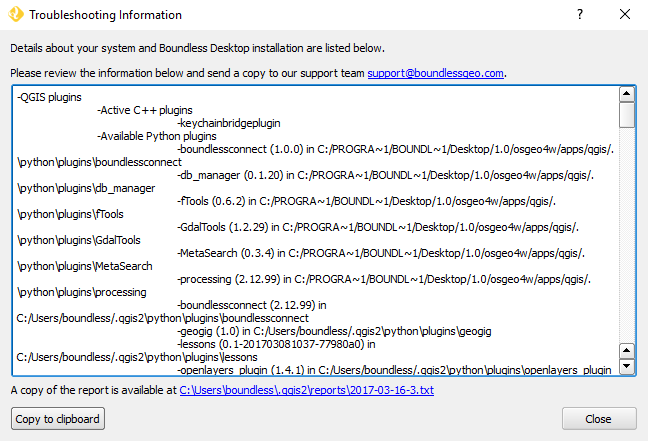 Troubleshooting Information
Details about your system and Boundless Desktop installation are listed below.
Please review the information below and send a copy to our support team support@boundlessgeo.com.
-QGIS plugins
-Active C++ plugins
-keychainbridgeplugin
-Available Python plugins
-boundlessconnect (1.0.0) in C:/PROGRA~1/BOUNDL~1/Desktop/1.0/osgeo4w/apps/qgis/.
\python\plugins\boundlessconnect
-db_manager (0.1.20) in C:/PROGRA~1/BOUNDL~1/Desktop/1.0/osgeo4w/apps/qgis/.
\python\plugins\db_manager
-fTools (0.6.2) in C:/PROGRA~1/BOUNDL~1/Desktop/1.0/osgeo4w/apps/qgis/.
\python\plugins\fTools
-GdalTools (1.2.29) in C:/PROGRA~1/BOUNDL~1/Desktop/1.0/osgeo4w/apps/qgis/.
\python\plugins\GdalTools
-MetaSearch (0.3.4) in C:/PROGRA~1/BOUNDL~1/Desktop/1.0/osgeo4w/apps/qgis/.
\python\plugins\MetaSearch
-processing (2.12.99) in C:/PROGRA~1/BOUNDL~1/Desktop/1.0/osgeo4w/apps/qgis/.
\python\plugins\processing
-boundlessconnect (2.12.99) in
C:/Users/boundless/.qgis2\python\plugins\boundlessconnect
-geogig (1.0) in C:/Users/boundless/.qgis2\python\plugins\geogig
-lessons (0.1-201703081037-77980a0) in
C:/Users/boundless/.qgis2\python\plugins\lessons
-openlayers_plugin (1.4.1) in C:/Users/boundless/.qgis2\python\plugins\openlayers_plugin
A copy of the report is available at C:\Users\boundless\.qgis2\reports\2017-03-16-3.txt
Copy to clipboard
Close